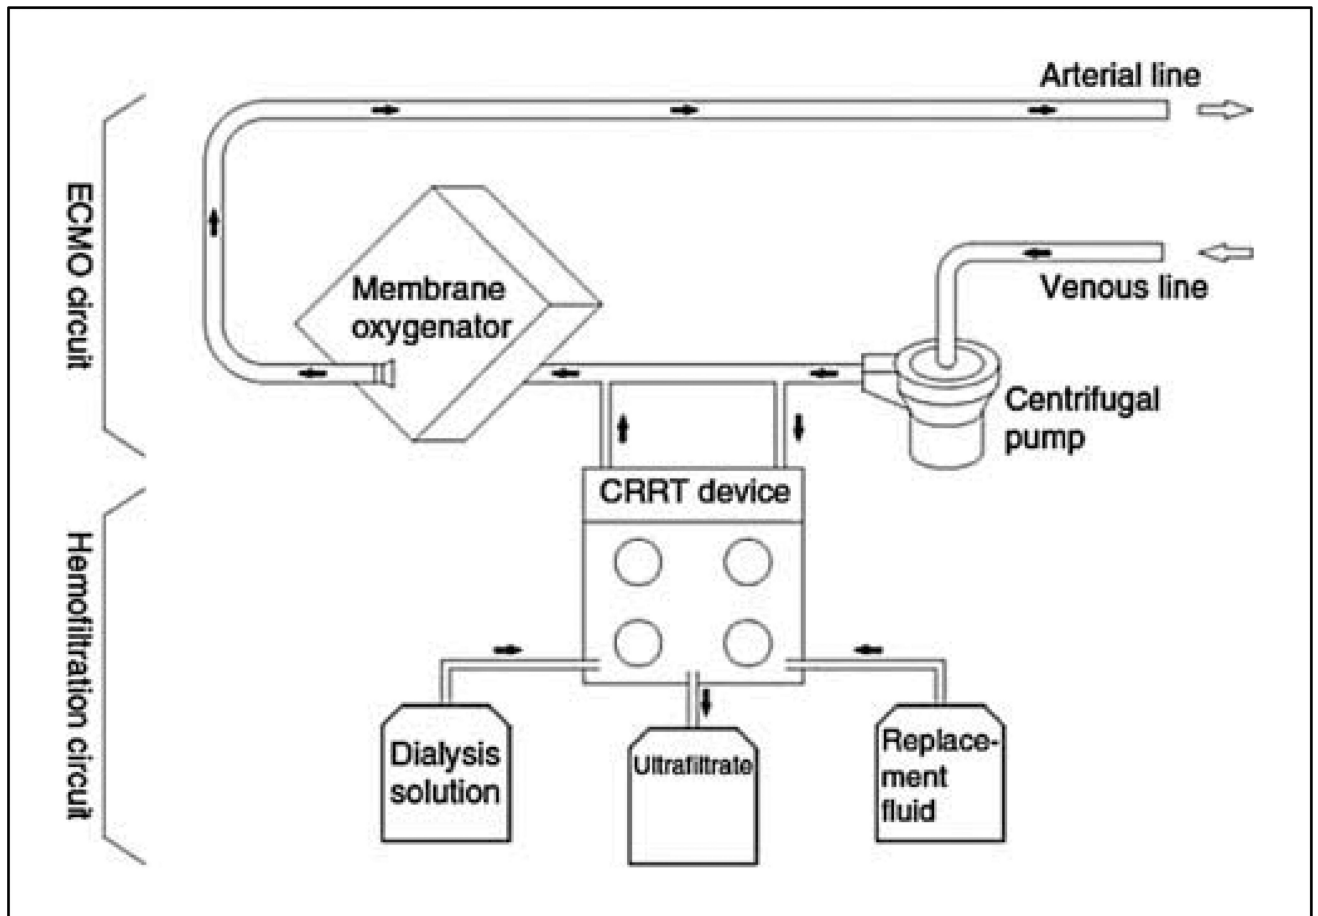 Arterial line
ECMO circuit
Membrane
oxygenator
Venous line
Centrifugal
pump
CRRT device
Hemofiltration circuit
Dialysis
solution
Ultrafiltrate
Replace-
ment
fluid